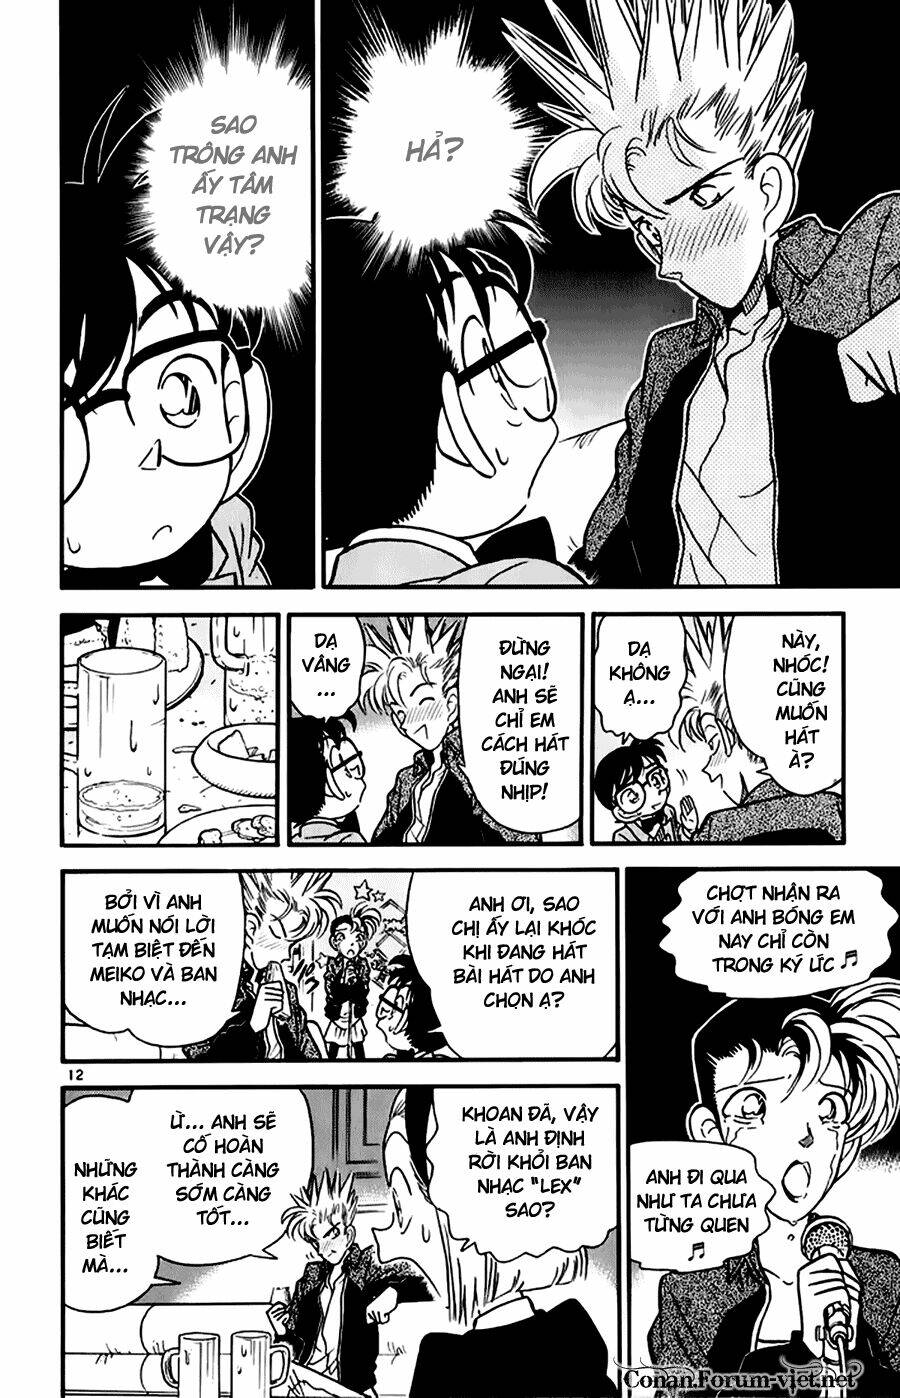 HẢ?
SAO
TRÔNG ANH
ẤY TÂM
TRẠNG
VẬY?
NÀY,
NHÓC!
CŨNG
MUỐN
HÁT
À?
DẠ
KHÔNG
Ạ...
ĐỪNG
NGẠI!
ANH SẼ
CHỈ EM
CÁCH HÁT
ĐÚNG
NHỊP!
DẠ
VÂNG
...
CHỢT NHẬN RA
VỚI ANH BÓNG EM
NAY CHỈ CÒN
TRONG KÝ ỨC
ANH ĐI QUA
NHƯ TA CHƯA
TỪNG QUEN
ANH ƠI, SAO
CHỊ ẤY LẠI KHÓC
KHI ĐANG HÁT
BÀI HÁT DO ANH
CHỌN Ạ?
BỞI VÌ ANH
MUỐN NÓI LỜI
TẠM BIỆT ĐẾN
MEIKO VÀ BAN
NHẠC...
12
KHOAN ĐÃ, VẬY
LÀ ANH ĐỊNH
RỜI KHỎI BAN
NHẠC "LEX"
SAO?
Ừ... ANH SẼ
CỐ HOÀN
THÀNH CÀNG
SỚM CÀNG
TỐT...
NHỮNG
KHÁC
CŨNG
BIẾT
MÀ...
Conan.Forum-viet.net
Conan.Forum-viet.net